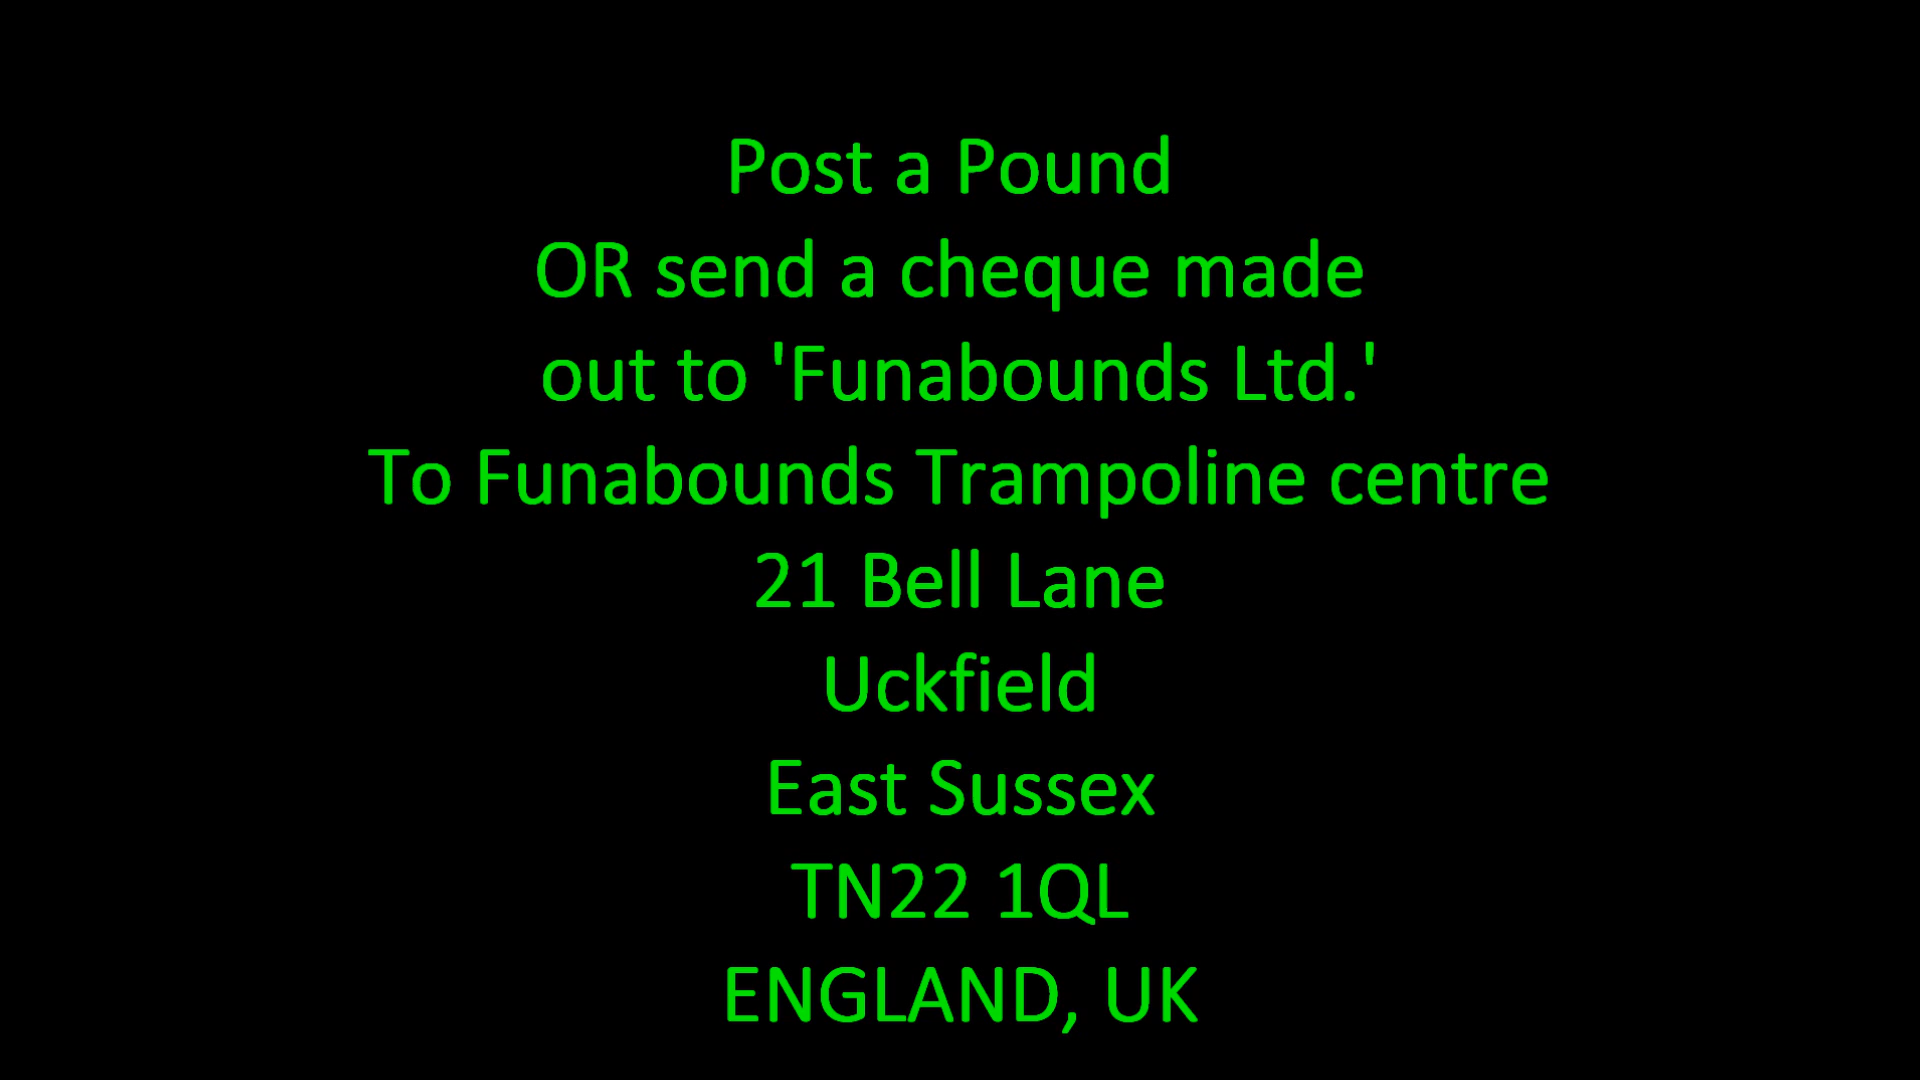 Post a Pound
OR send a cheque made
out to 'Funabounds Ltd.'
To Funabounds Trampoline centre
21 Bell Lane
Uckfield
East Sussex
TN22 1QL
ENGLAND, UK